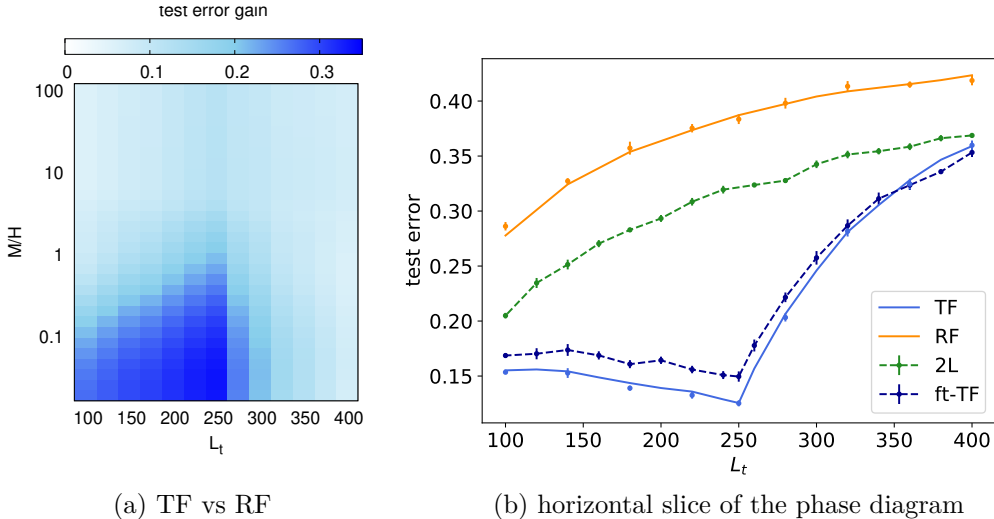 test error gain
0 0.1 0.2 0.3
100
10
1
0.1
M/H
100 150 200 250 300 350 400
L_t
(a) TF vs RF
0.40
0.35
0.30
0.25
0.20
0.15
test error
100 150 200 250 300 350 400
L_t
TF
RF
2L
ft-TF
(b) horizontal slice of the phase diagram